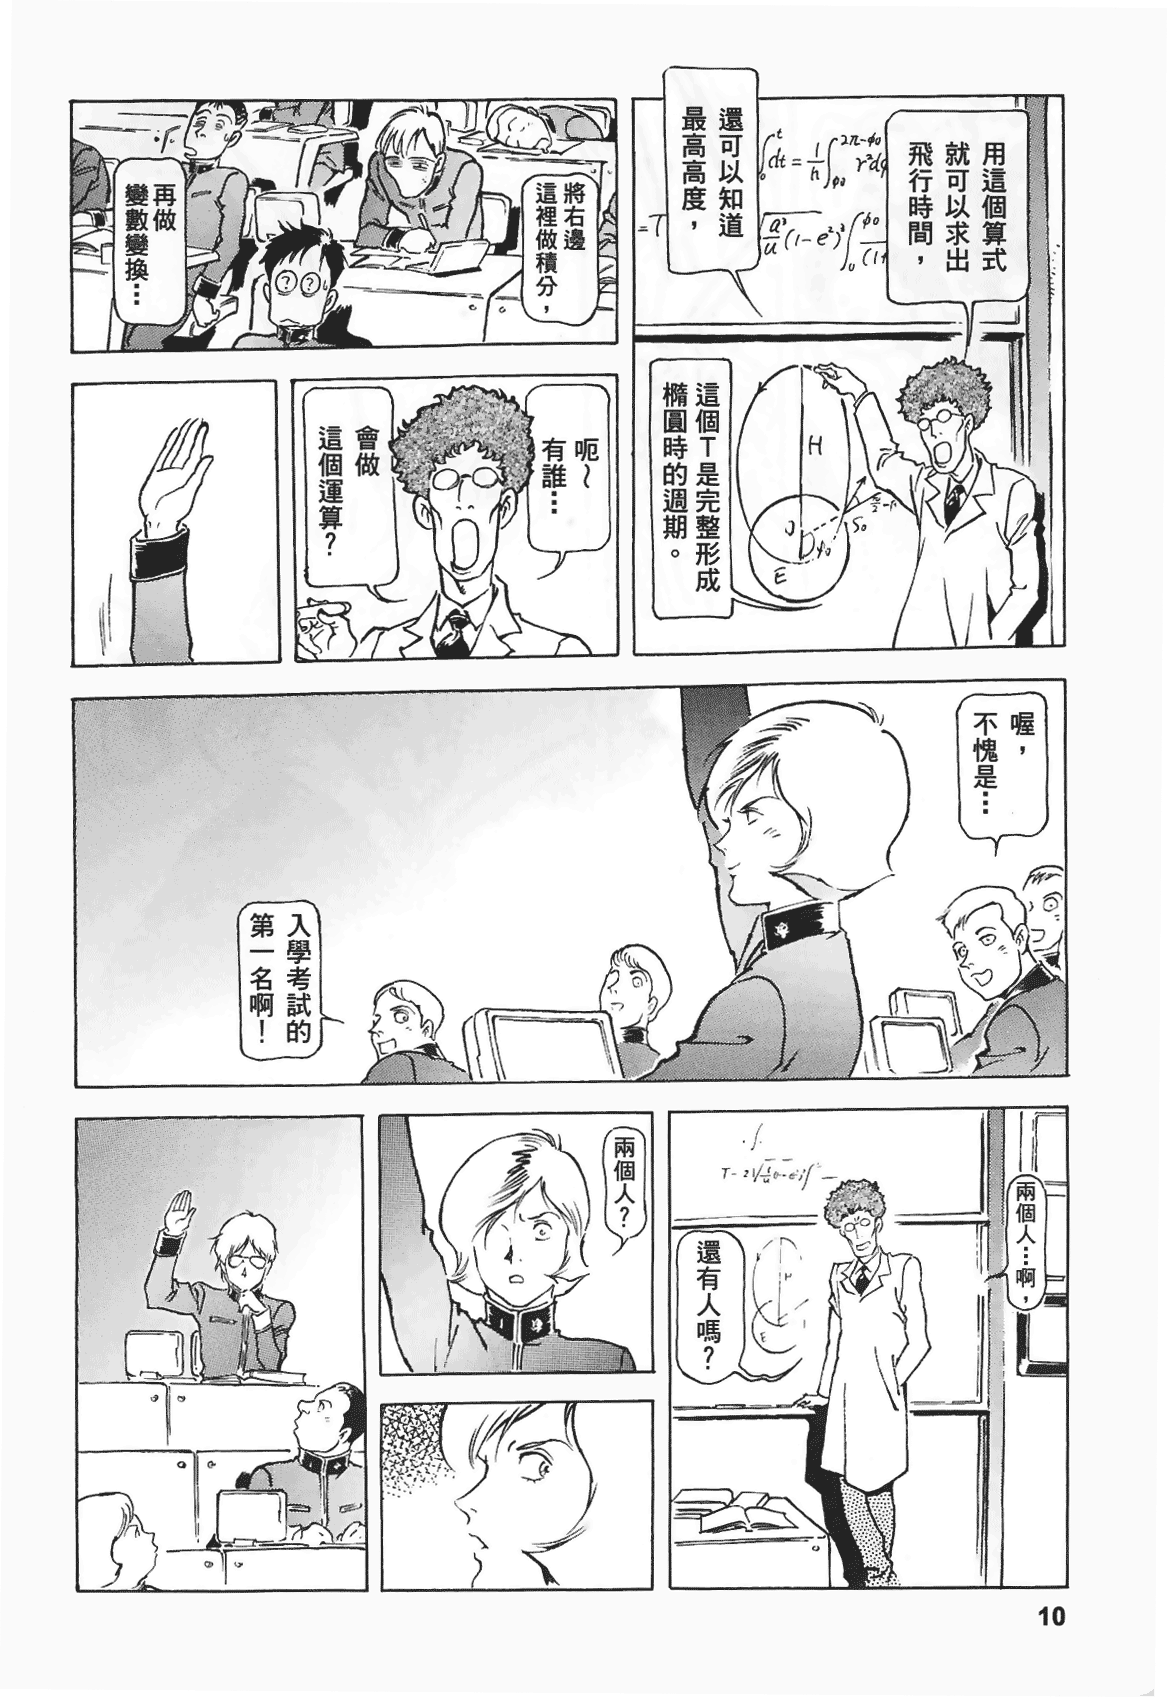 用這個算式
就可以求出
飛行時間，
還可以知道
最高高度，
這個T是完整形成
橢圓時的週期。
H
E
將右邊
這裡做積分，
再做
變數變換…
？？
呃～
有誰…
會做
這個運算？
喔，
不愧是…
入學考試的
第一名啊！
兩個人…啊，
還有人嗎？
H
E
兩個人？
10